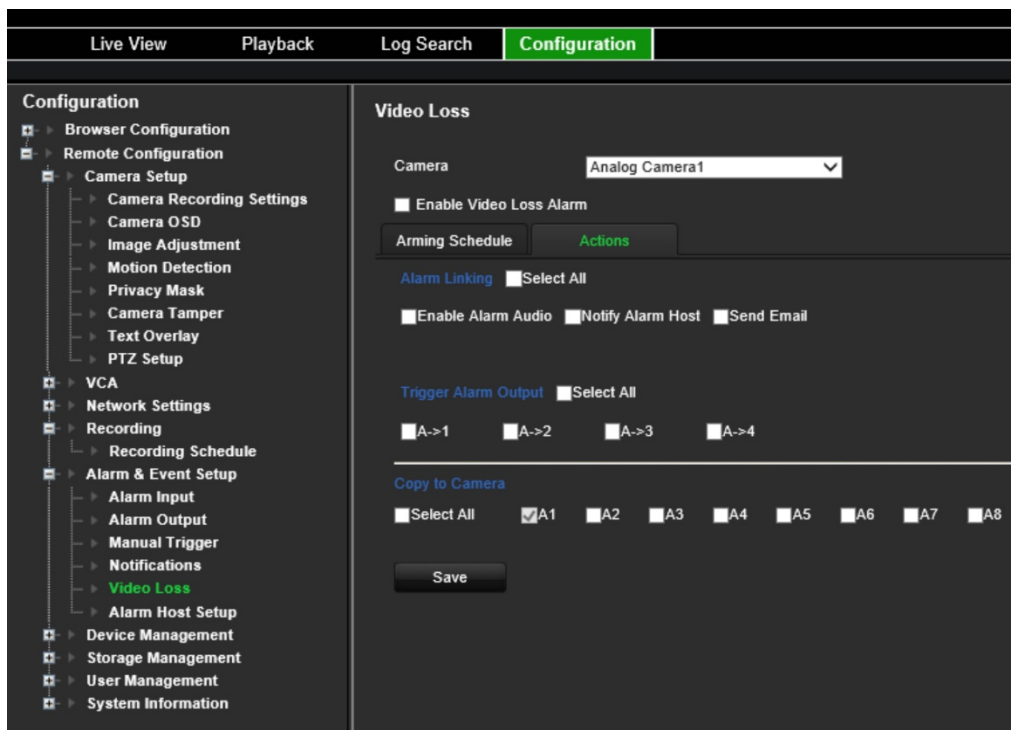 Live View Playback Log Search Configuration
Configuration
Browser Configuration
Remote Configuration
Camera Setup
Camera Recording Settings
Camera OSD
Image Adjustment
Motion Detection
Privacy Mask
Camera Tamper
Text Overlay
PTZ Setup
VCA
Network Settings
Recording
Recording Schedule
Alarm & Event Setup
Alarm Input
Alarm Output
Manual Trigger
Notifications
Video Loss
Alarm Host Setup
Device Management
Storage Management
User Management
System Information
Video Loss
Camera Analog Camera1
Enable Video Loss Alarm
Arming Schedule Actions
Alarm Linking Select All
Enable Alarm Audio Notify Alarm Host Send Email
Trigger Alarm Output Select All
A->1 A->2 A->3 A->4
Copy to Camera
Select All A1 A2 A3 A4 A5 A6 A7 A8
Save